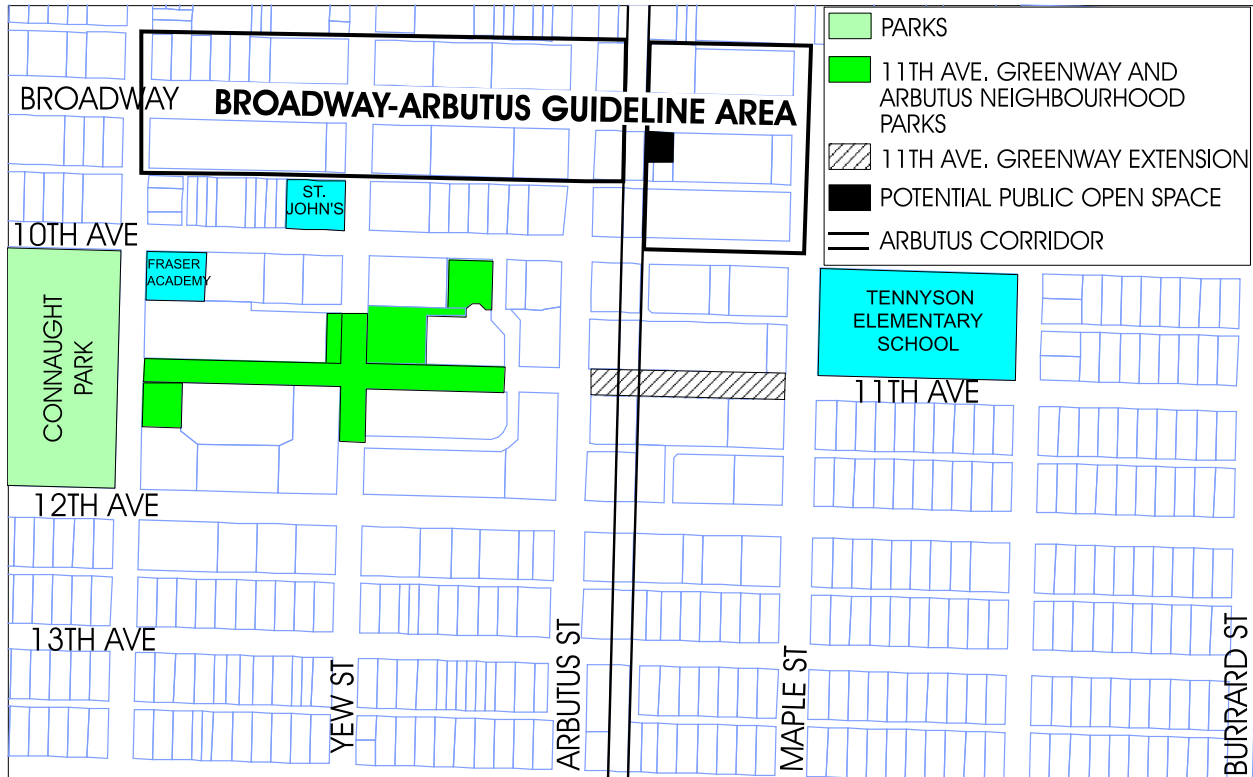 PARKS
11TH AVE. GREENWAY AND
ARBUTUS NEIGHBOURHOOD
PARKS
11TH AVE. GREENWAY EXTENSION
POTENTIAL PUBLIC OPEN SPACE
ARBUTUS CORRIDOR
BROADWAY
BROADWAY-ARBUTUS GUIDELINE AREA
ST.
JOHN'S
10TH AVE
FRASER
ACADEMY
CONNAUGHT
PARK
TENNYSON
ELEMENTARY
SCHOOL
11TH AVE
12TH AVE
13TH AVE
YEW ST
ARBUTUS ST
MAPLE ST
BURRARD ST